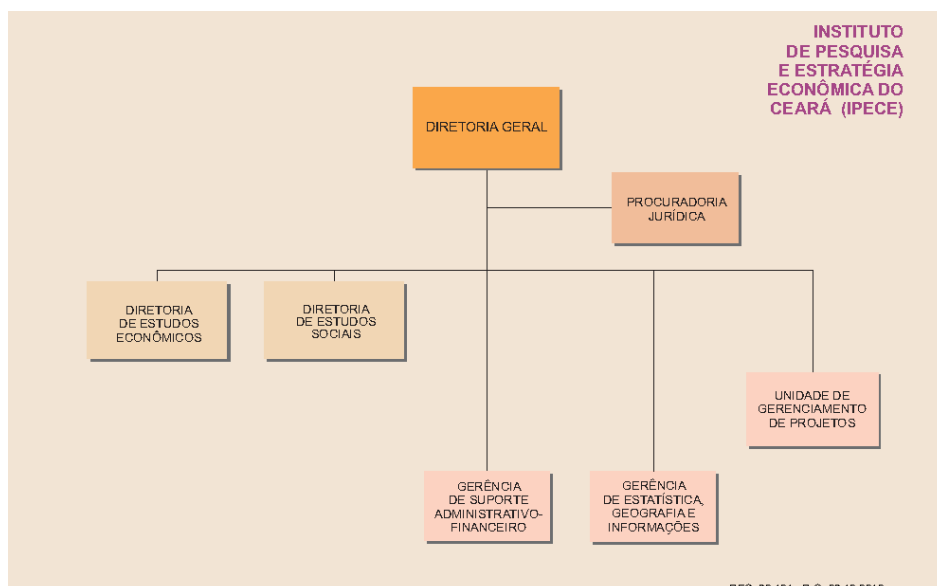 INSTITUTO
DE PESQUISA
E ESTRATÉGIA
ECONÔMICA DO
CEARÁ (IPECE)
DIRETORIA GERAL
PROCURADORIA
JURÍDICA
DIRETORIA
DE ESTUDOS
ECONÔMICOS
DIRETORIA
DE ESTUDOS
SOCIAIS
UNIDADE DE
GERENCIAMENTO
DE PROJETOS
GERÊNCIA
DE SUPORTE
ADMINISTRATIVO-
FINANCEIRO
GERÊNCIA
DE ESTATÍSTICA,
GEOGRAFIA E
INFORMAÇÕES